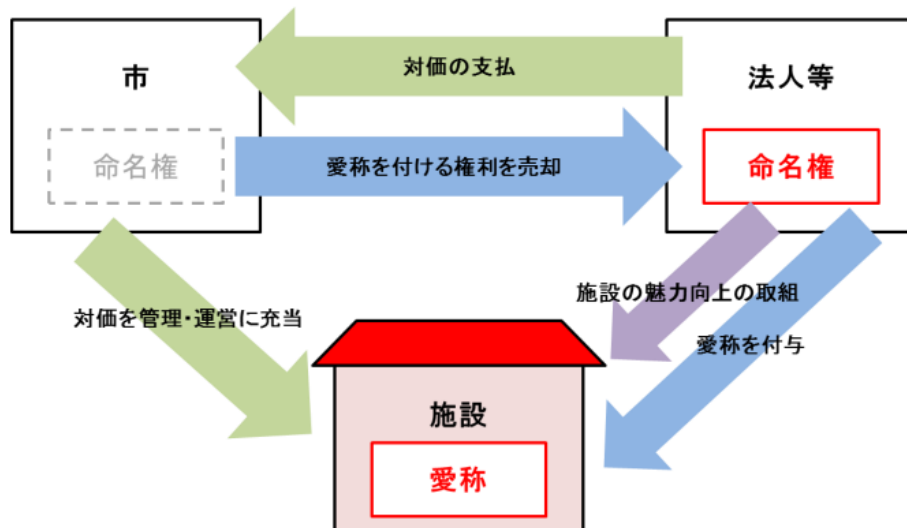 市
対価の支払
法人等
命名権
愛称を付ける権利を売却
命名権
施設の魅力向上の取組
対価を管理・運営に充当
愛称を付与
施設
愛称